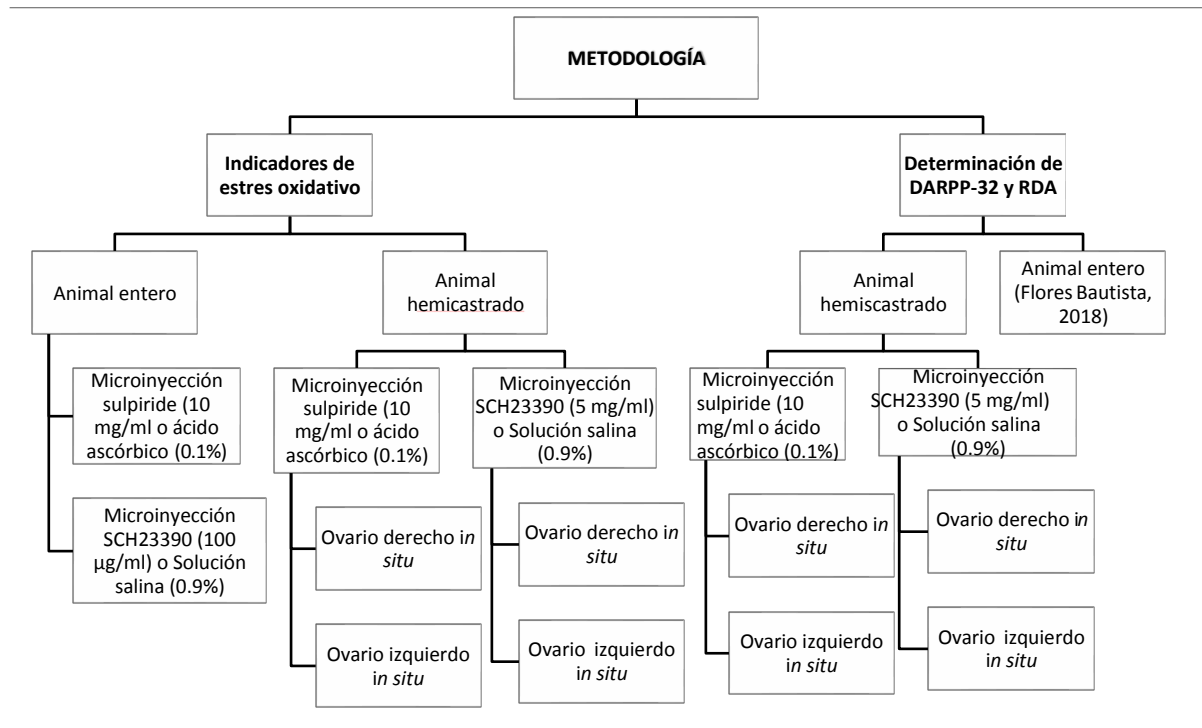 METODOLOGÍA
Indicadores de
estres oxidativo
Determinación de
DARPP-32 y RDA
Animal entero
Animal
hemicastrado
Animal
hemiscastrado
Animal entero
(Flores Bautista,
2018)
Microinyección
sulpiride (10
mg/ml o ácido
ascórbico (0.1%)
Microinyección
SCH23390 (100
µg/ml) o Solución
salina (0.9%)
Microinyección
sulpiride (10
mg/ml o ácido
ascórbico (0.1%)
Ovario derecho in
situ
Ovario izquierdo
in situ
Microinyección
SCH23390 (5 mg/ml)
o Solución salina
(0.9%)
Ovario derecho in
situ
Ovario izquierdo
in situ
Microinyección
sulpiride (10
mg/ml o ácido
ascórbico (0.1%)
Ovario derecho in
situ
Ovario izquierdo
in situ
Microinyección
SCH23390 (5 mg/ml)
o Solución salina
(0.9%)
Ovario derecho in
situ
Ovario izquierdo
in situ